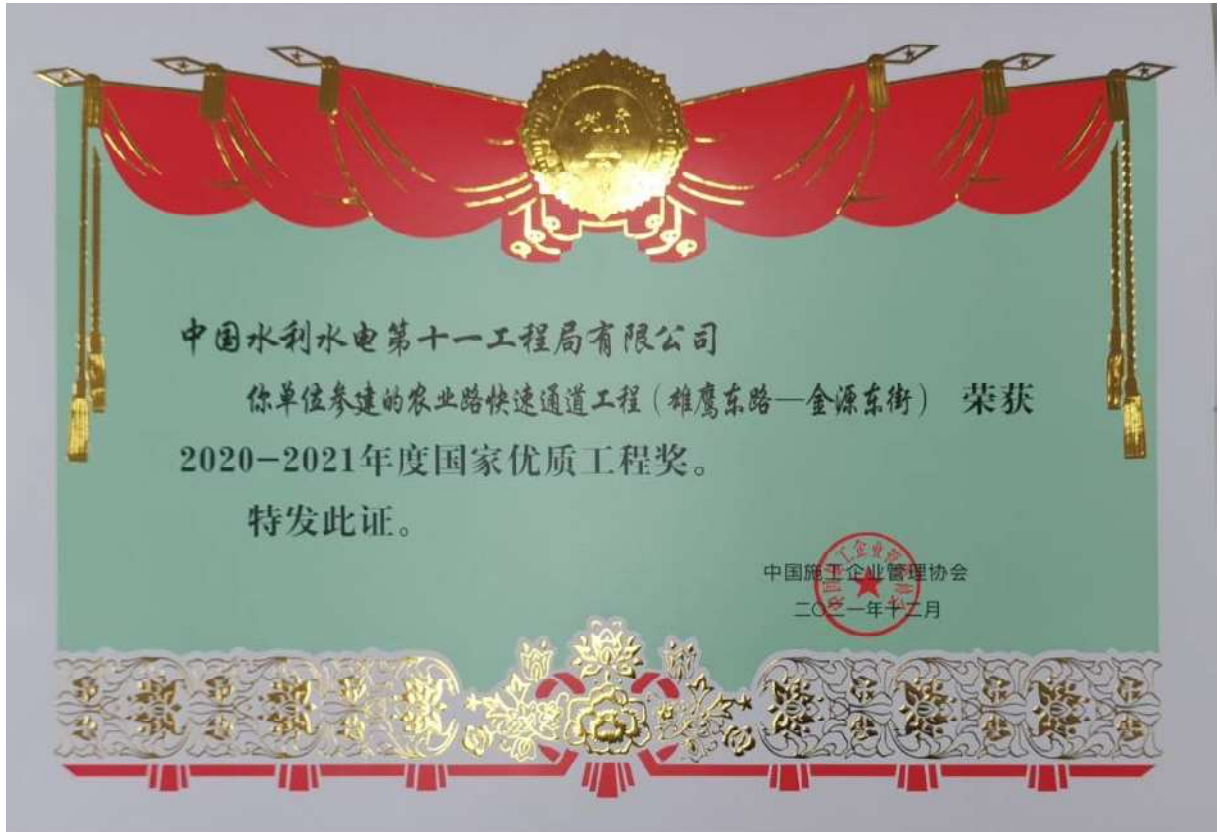 中国水利水电第十一工程局有限公司
你单位参建的农业路快速通道工程（雄鹰东路—金源东街） 荣获
2020-2021年度国家优质工程奖。
特发此证。
中国施工企业管理协会
二〇二一年十二月